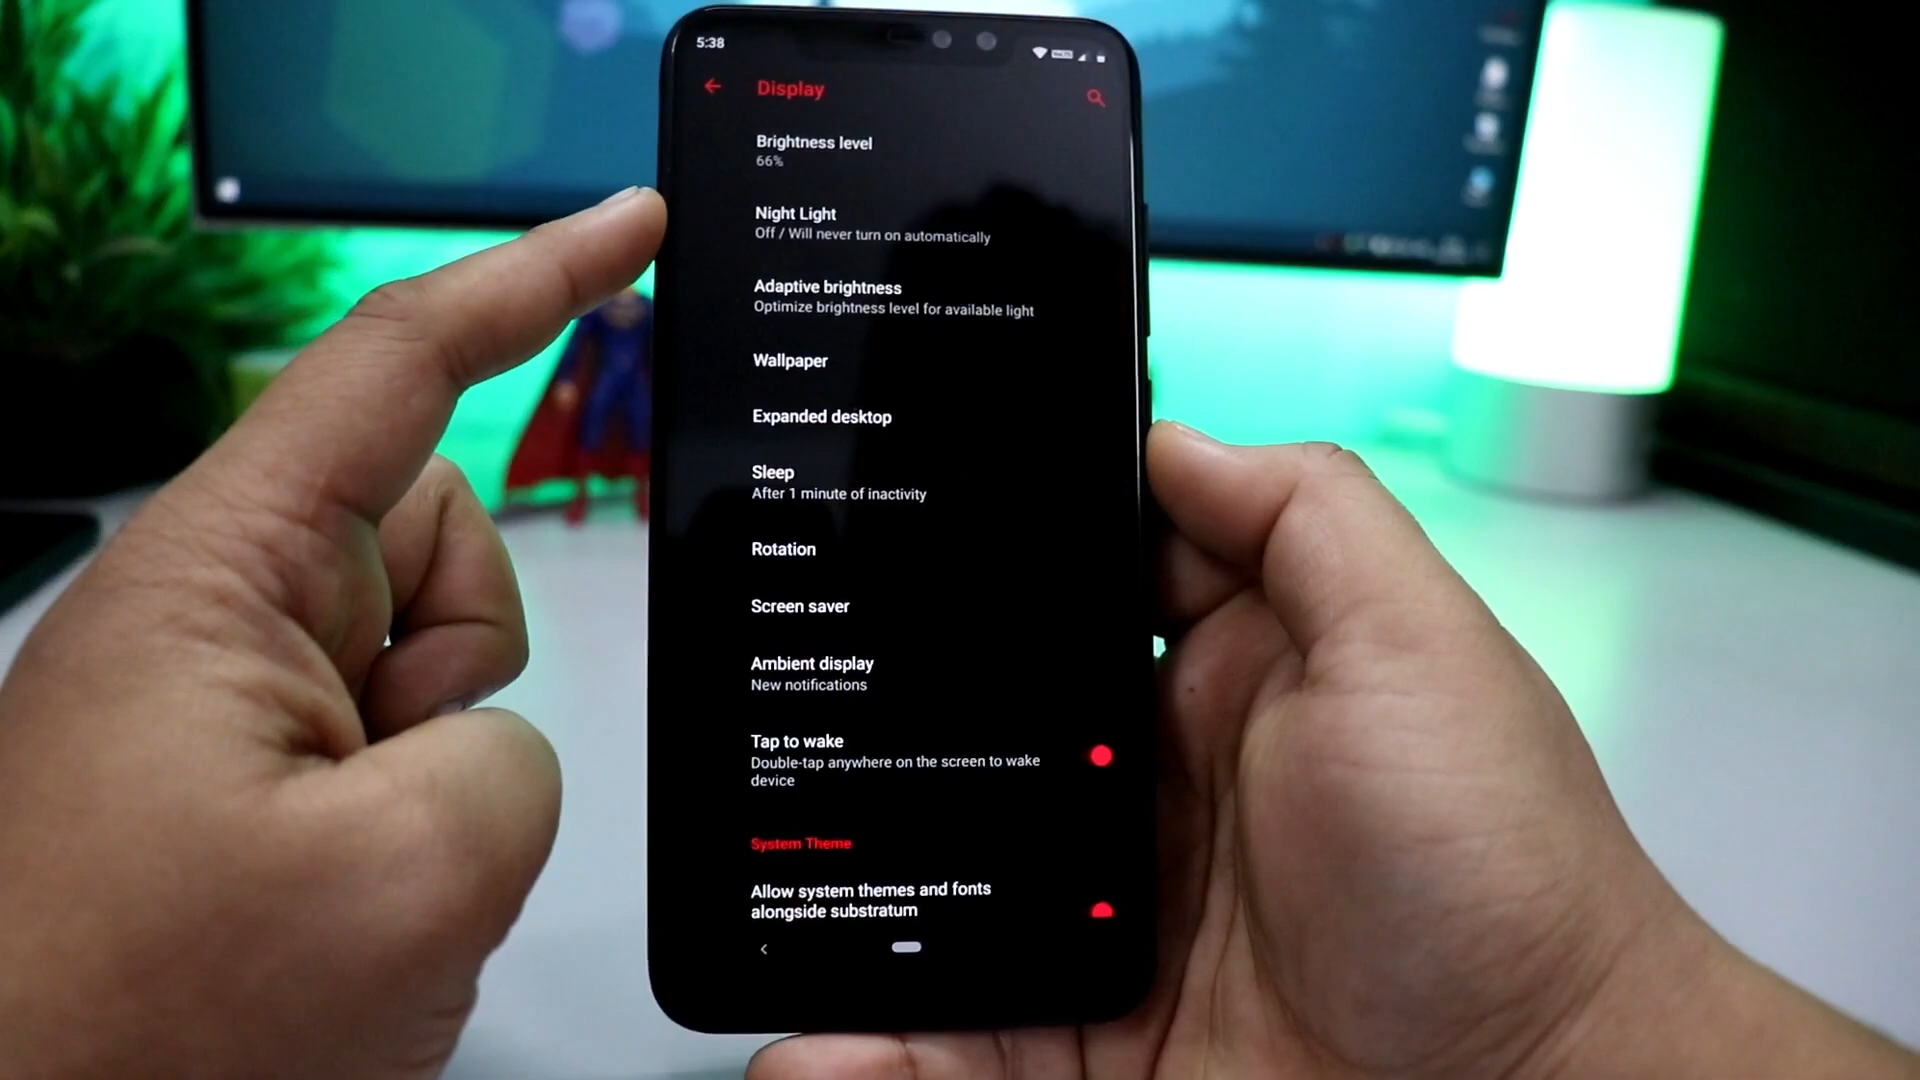 5:38
Display
Brightness level
66%
Night Light
Off / Will never turn on automatically
Adaptive brightness
Optimize brightness level for available light
Wallpaper
Expanded desktop
Sleep
After 1 minute of inactivity
Rotation
Screen saver
Ambient display
New notifications
Tap to wake
Double-tap anywhere on the screen to wake
device
System Theme
Allow system themes and fonts
alongside substratum